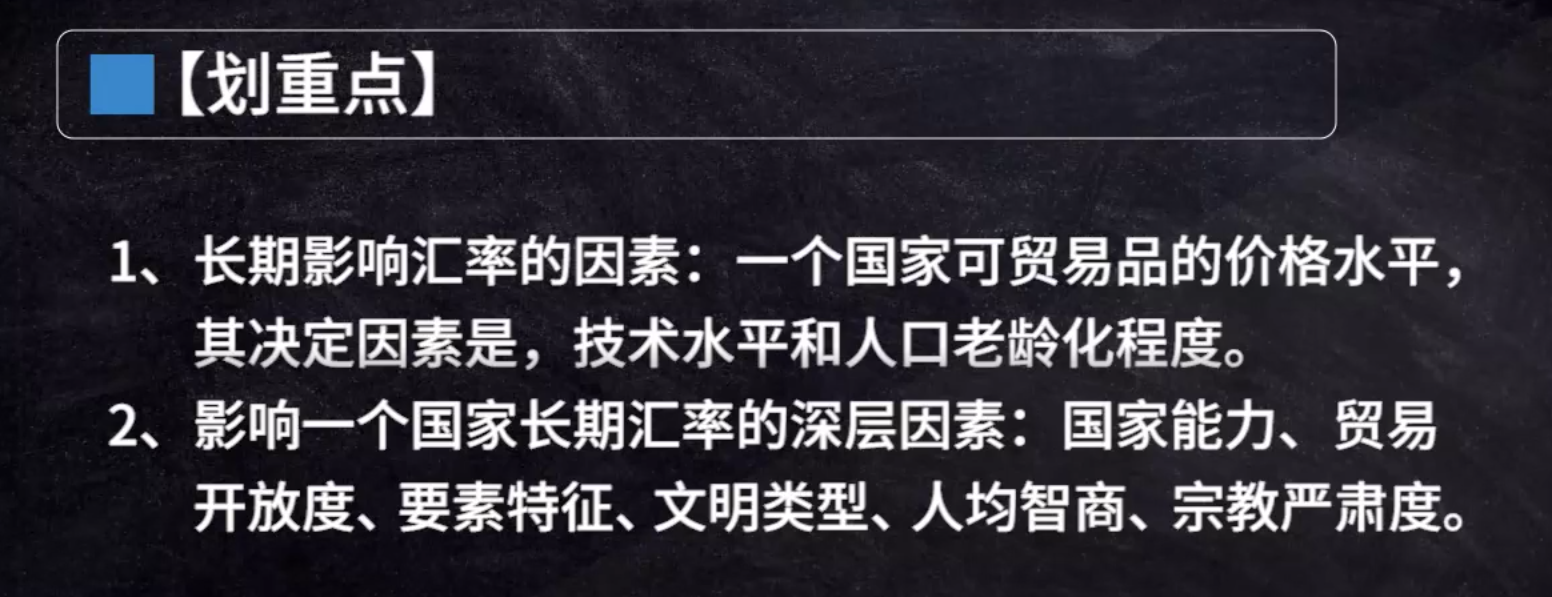 【划重点】
1、长期影响汇率的因素：一个国家可贸易品的价格水平，
其决定因素是，技术水平和人口老龄化程度。
2、影响一个国家长期汇率的深层因素：国家能力、贸易
开放度、要素特征、文明类型、人均智商、宗教严肃度。